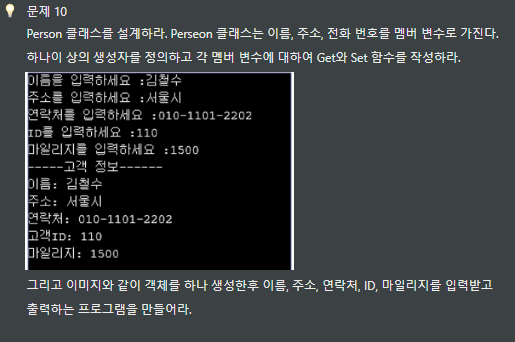 문제 10
Person 클래스를 설계하라. Perseon 클래스는 이름, 주소, 전화 번호를 멤버 변수로 가진다.
하나이 상의 생성자를 정의하고 각 멤버 변수에 대하여 Get와 Set 함수를 작성하라.
이름을 입력하세요 :김철수
주소를 입력하세요 :서울시
연락처를 입력하세요 :010-1101-2202
ID를 입력하세요 :110
마일리지를 입력하세요 :1500
-----고객 정보------
이름: 김철수
주소: 서울시
연락처: 010-1101-2202
고객ID: 110
마일리지: 1500
그리고 이미지와 같이 객체를 하나 생성한후 이름, 주소, 연락저, ID, 마일리지를 입력받고
출력하는 프로그램을 만들어라.